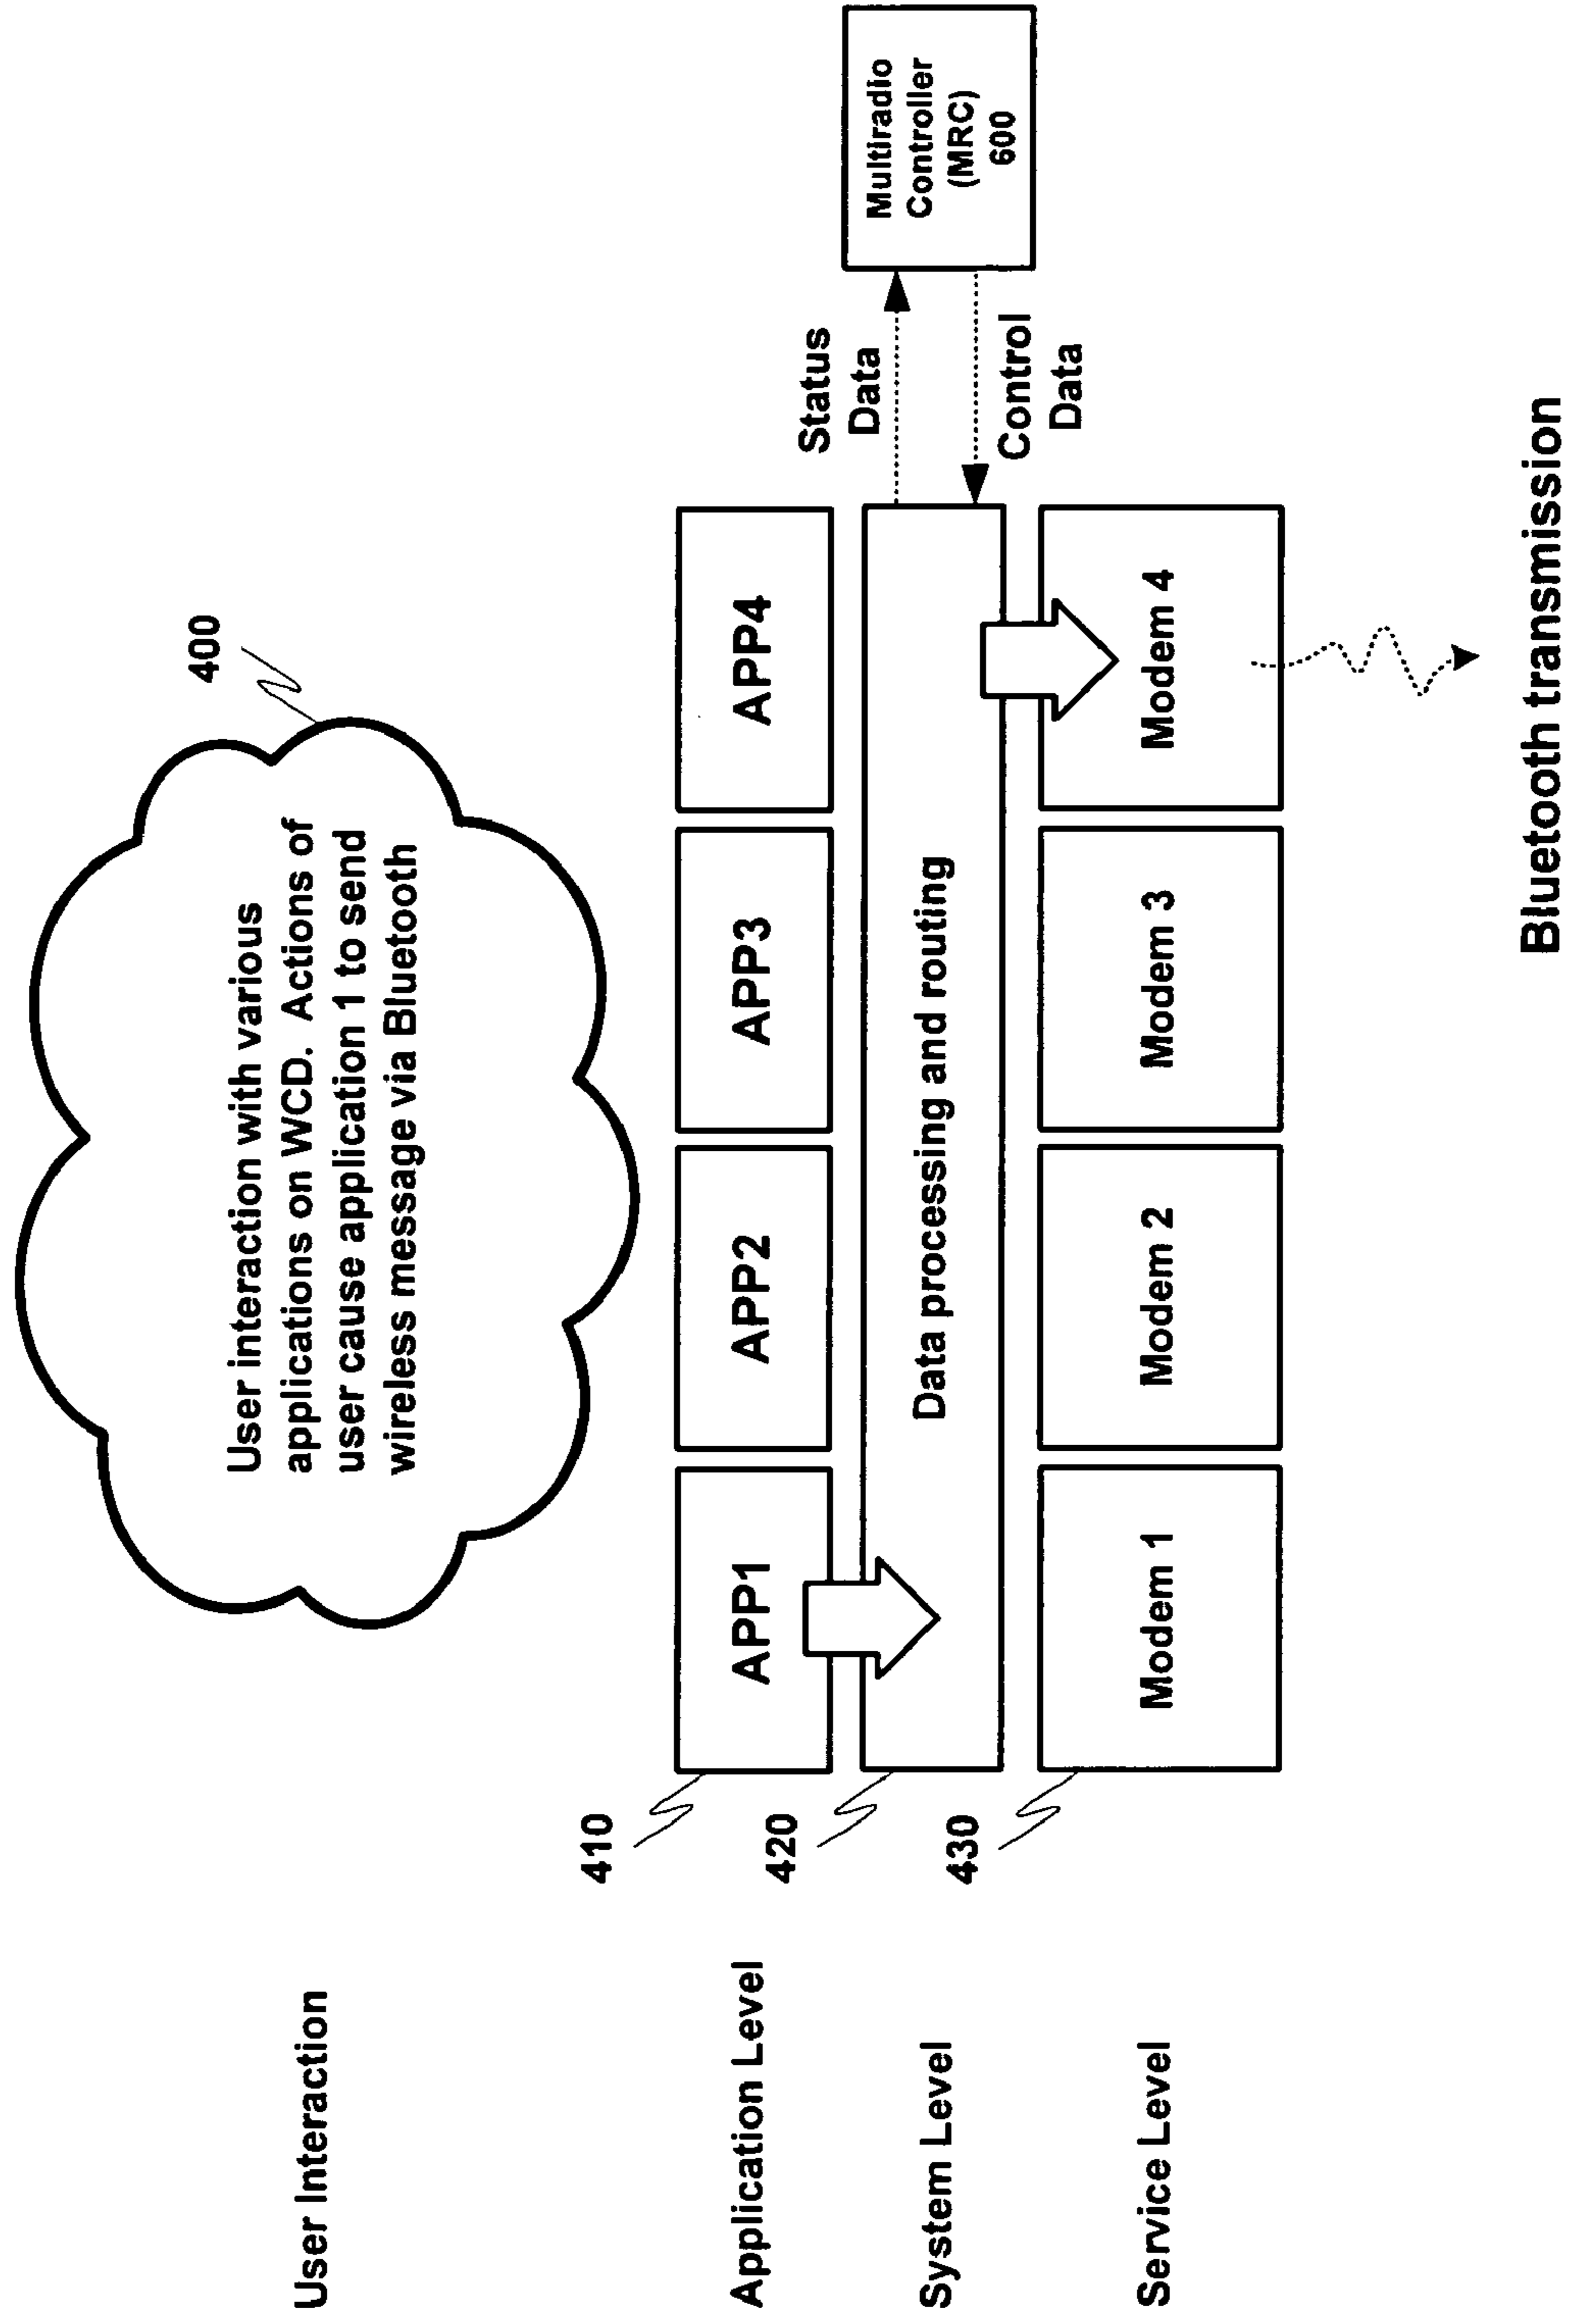 400
User interaction with various
applications on WCD. Actions of
user cause application 1 to send
wireless message via Bluetooth
User Interaction
410
Application Level
APP1
APP2
APP3
APP4
420
System Level
Data processing and routing
Status
Data
Control
Data
Multiradio
Controller
(MRC)
600
430
Service Level
Modem 1
Modem 2
Modem 3
Modem 4
Bluetooth transmission